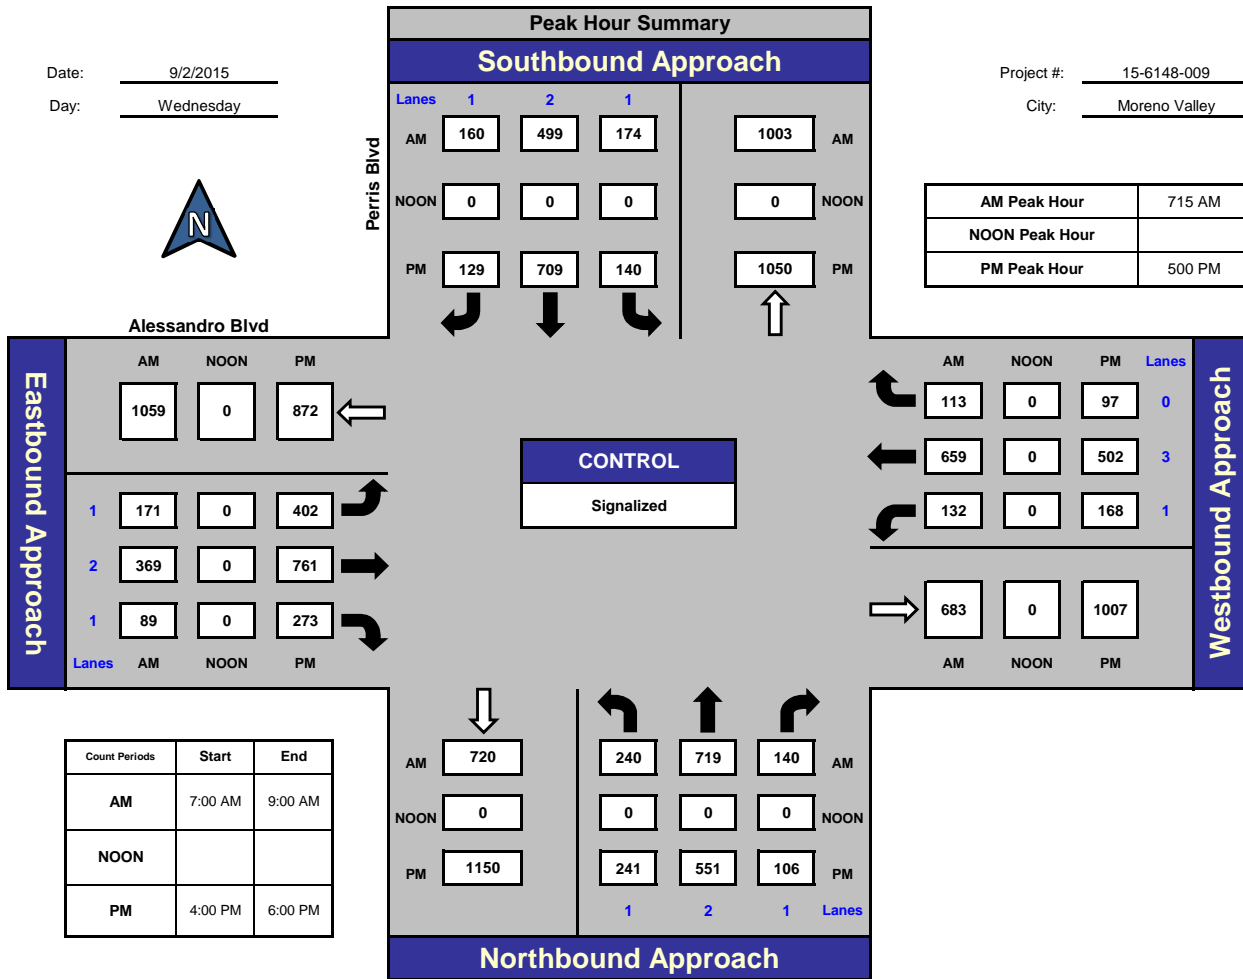 Peak Hour Summary
Southbound Approach
Date: 9/2/2015
Day: Wednesday
Project #: 15-6148-009
City: Moreno Valley
N
Perris Blvd
Lanes 1 2 1
AM 160 499 174 1003 AM
NOON 0 0 0 0 NOON
PM 129 709 140 1050 PM
AM Peak Hour 715 AM
NOON Peak Hour
PM Peak Hour 500 PM
Alessandro Blvd
Eastbound Approach
AM NOON PM
1059 0 872
1 171 0 402
2 369 0 761
1 89 0 273
Lanes AM NOON PM
CONTROL
Signalized
Westbound Approach
AM NOON PM Lanes
113 0 97 0
659 0 502 3
132 0 168 1
683 0 1007
AM NOON PM
Count Periods Start End
AM 7:00 AM 9:00 AM
NOON
PM 4:00 PM 6:00 PM
AM 720 240 719 140 AM
NOON 0 0 0 0 NOON
PM 1150 241 551 106 PM
1 2 1 Lanes
Northbound Approach